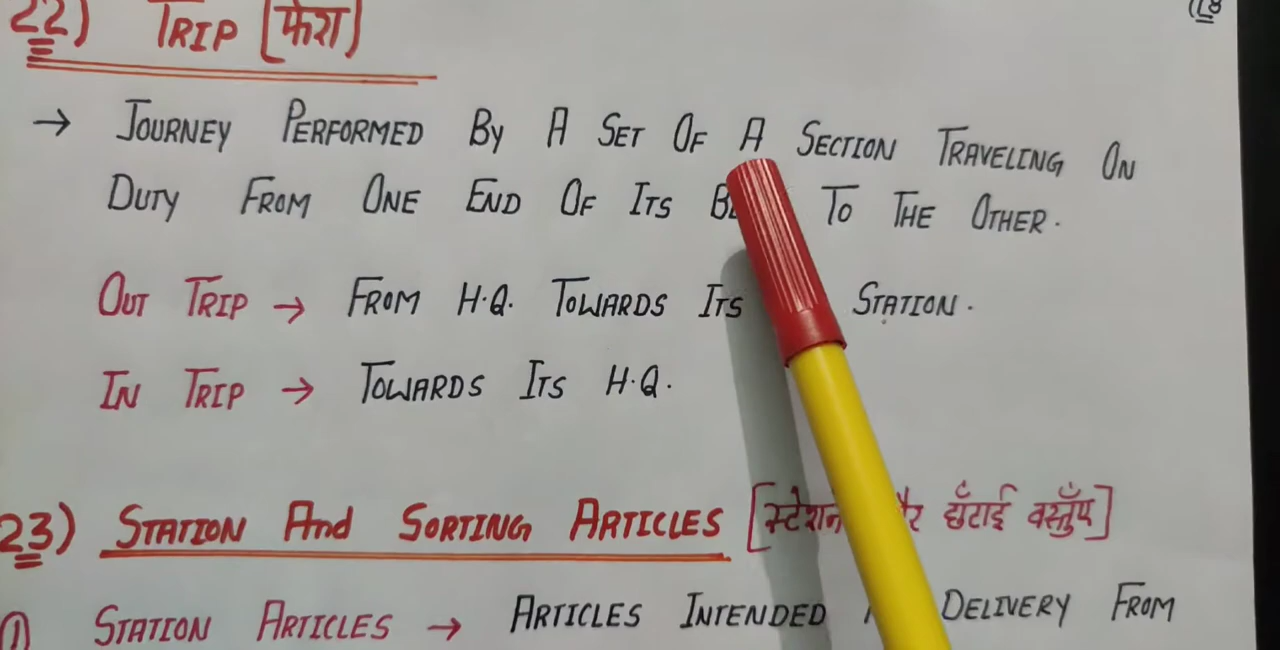 22) TRIP [फेरा]
→ JOURNEY PERFORMED BY A SET OF A SECTION TRAVELING ON
DUTY FROM ONE END OF ITS TO THE OTHER.
OUT TRIP → FROM H.Q. TOWARDS ITS STATION.
IN TRIP → TOWARDS ITS H.Q.
23) STATION AND SORTING ARTICLES [छँटाई वस्तुँए]
① STATION ARTICLES → ARTICLES INTENDED DELIVERY FROM